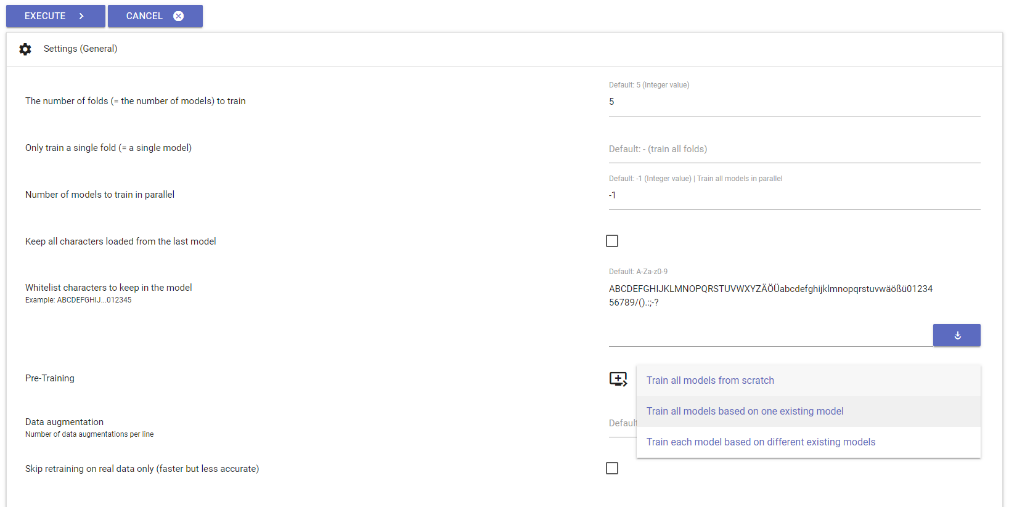 EXECUTE
CANCEL
Settings (General)
The number of folds (= the number of models) to train
Default: 5 (Integer value)
5
Only train a single fold (= a single model)
Default: - (train all folds)
Number of models to train in parallel
Default: -1 (Integer value) | Train all models in parallel
-1
Keep all characters loaded from the last model
Whitelist characters to keep in the model
Example: ABCDEFGHIJ...012345
Default: A-Za-z0-9
ABCDEFGHIJKLMNOPQRSTUVWXYZÄÖÜabcdefghijklmnopqrstuvwäößü01234
56789/().:;-?
Pre-Training
Train all models from scratch
Train all models based on one existing model
Train each model based on different existing models
Data augmentation
Number of data augmentations per line
Skip retraining on real data only (faster but less accurate)